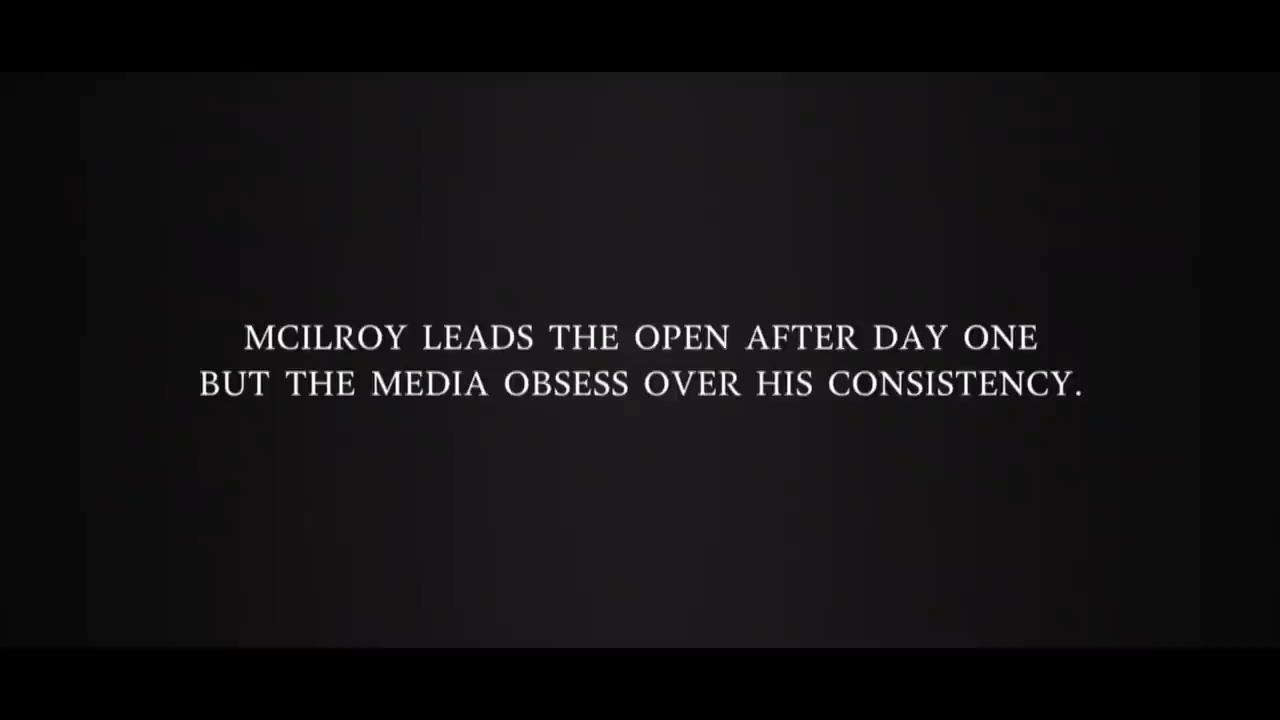 MCILROY LEADS THE OPEN AFTER DAY ONE
BUT THE MEDIA OBSESS OVER HIS CONSISTENCY.